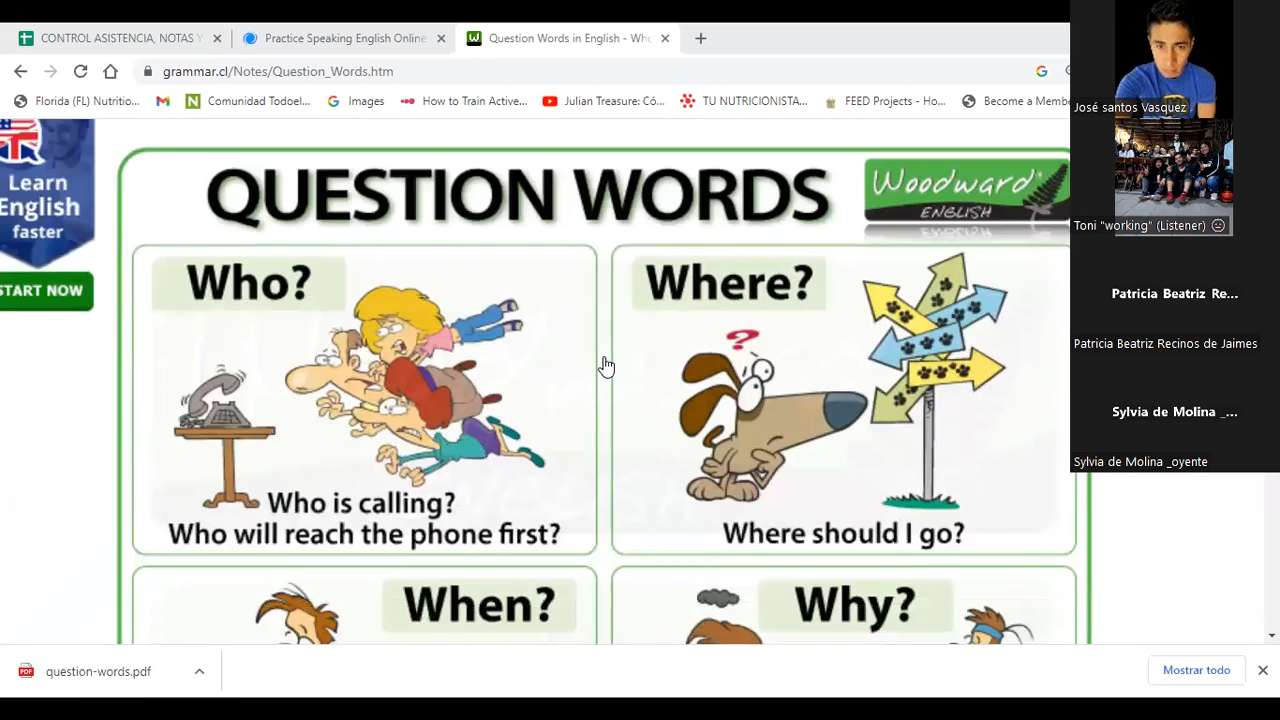 CONTROL ASISTENCIA, NOTAS Y
Practice Speaking English Online
Question Words in English - Who
grammar.cl/Notes/Question_Words.htm
Florida (FL) Nutritio...
Comunidad Todoel...
Images
How to Train Active...
Julian Treasure: Có...
TU NUTRICIONISTA...
FEED Projects - Ho...
Become a Membe
Learn
English
faster
START NOW
QUESTION WORDS
Woodward
ENGLISH
Who?
Who is calling?
Who will reach the phone first?
Where?
?
Where should I go?
When?
Why?
José santos Vasquez
Toni "working" (Listener)
Patricia Beatriz Re...
Patricia Beatriz Recinos de Jaimes
Sylvia de Molina _...
Sylvia de Molina _oyente
PDF
question-words.pdf
Mostrar todo